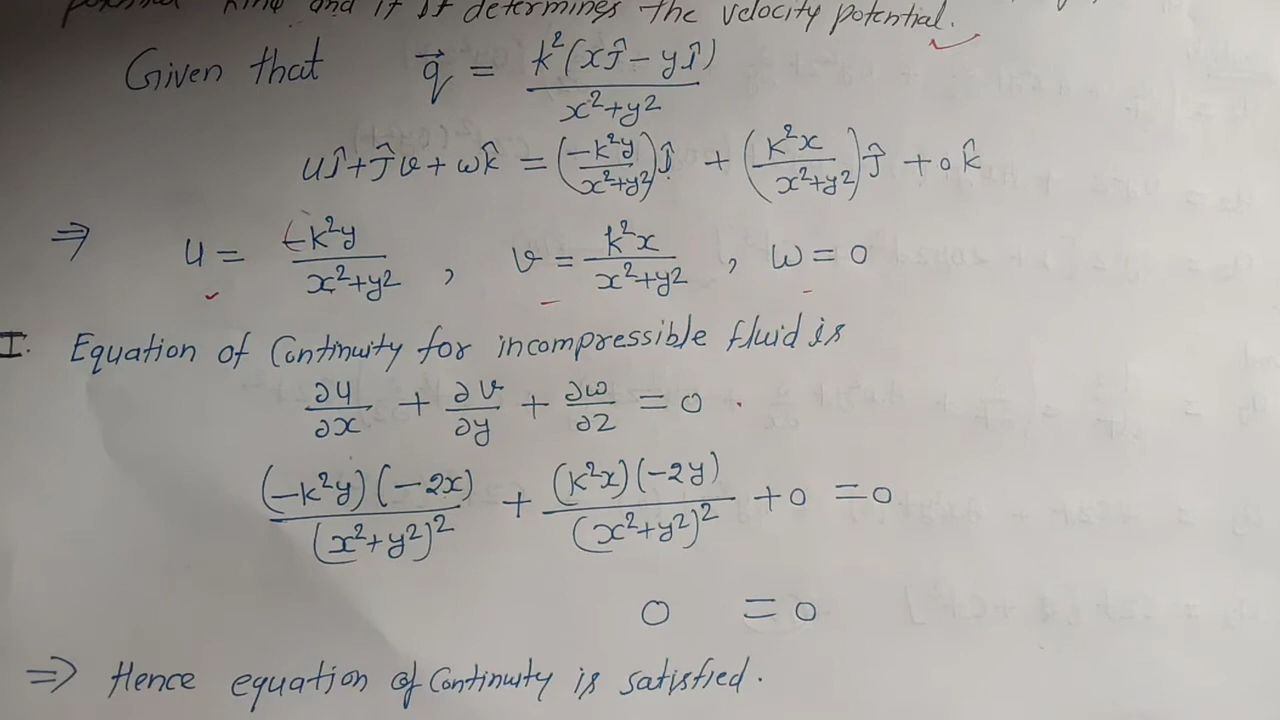 potential kind and if it determines the velocity potential.
Given that q⃗ = k²(xĵ - yî) / x²+y²
uî+ĵv+wk̂ = (-k²y / x²+y²)î + (k²x / x²+y²)ĵ + 0k̂
⇒ u = -k²y / x²+y² , v = k²x / x²+y² , w = 0
I. Equation of Continuity for incompressible fluid is
∂u/∂x + ∂v/∂y + ∂w/∂z = 0
(-k²y)(-2x) / (x²+y²)² + (k²x)(-2y) / (x²+y²)² + 0 = 0
0 = 0
⇒ Hence equation of Continuity is satisfied.